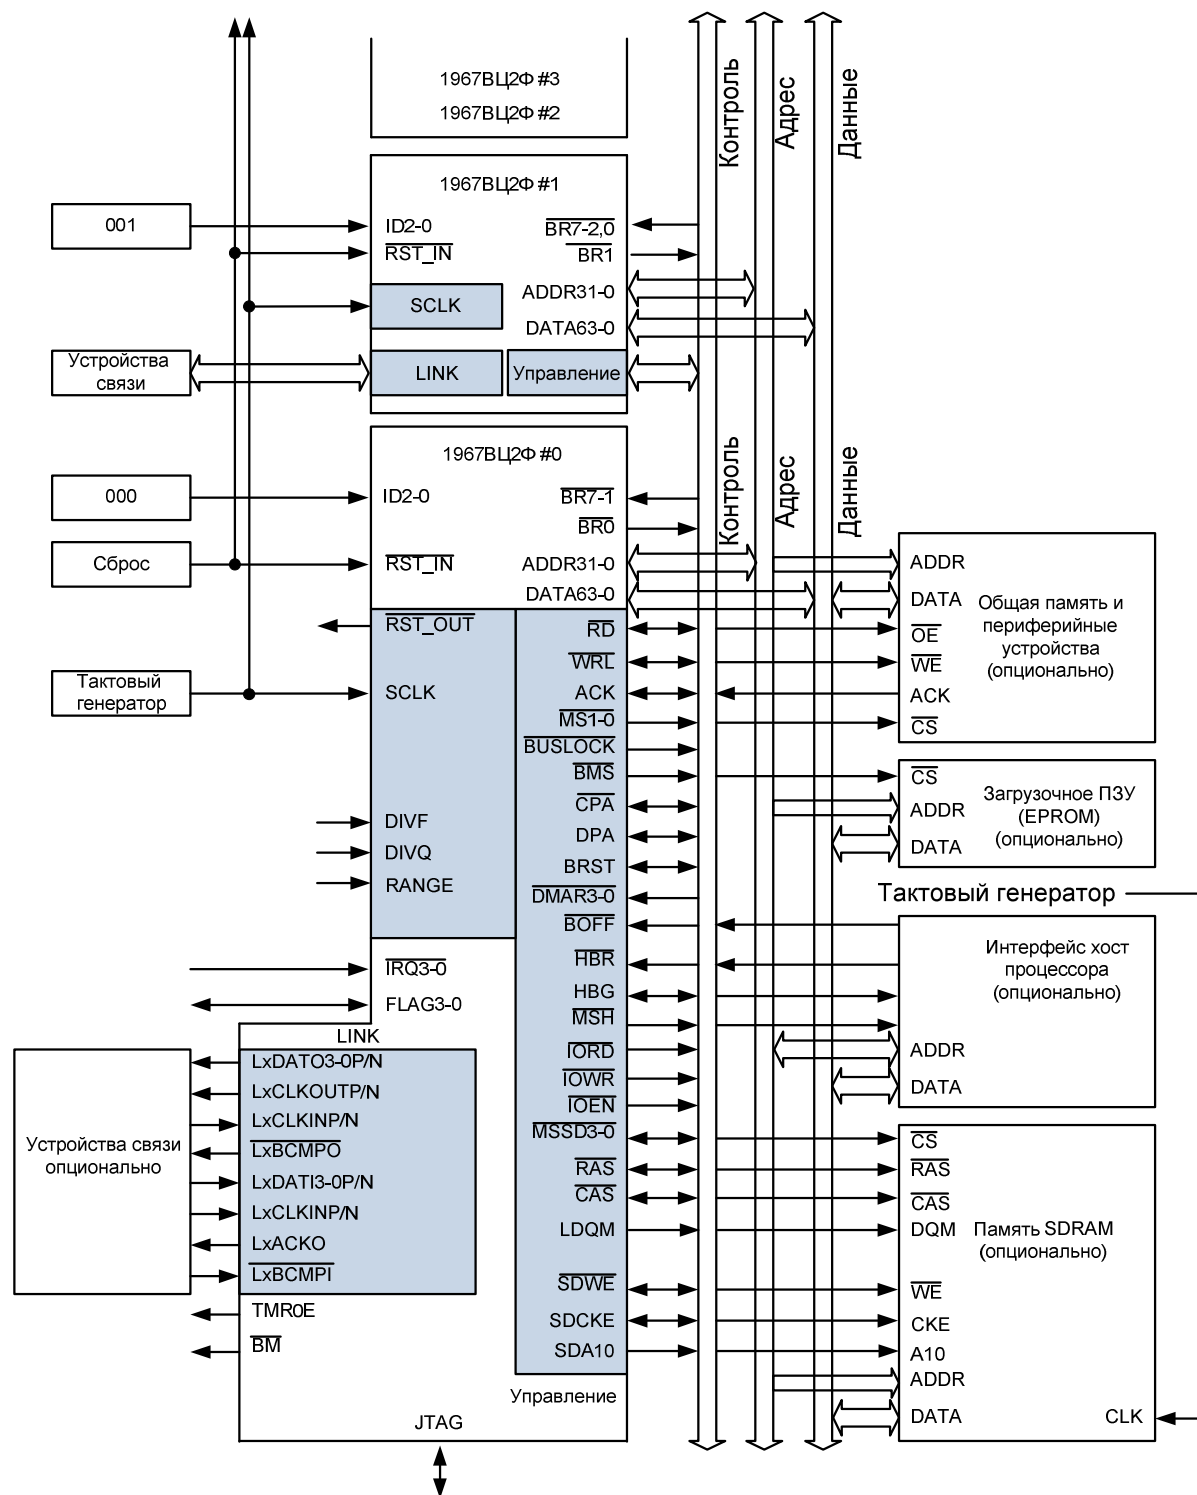 1967ВЦ2Ф #3
1967ВЦ2Ф #2
Контроль
Адрес
Данные
1967ВЦ2Ф #1
001
ID2-0
BR7-2,0
RST_IN
BR1
ADDR31-0
SCLK
DATA63-0
Устройства
связи
LINK
Управление
1967ВЦ2Ф #0
Контроль
Адрес
Данные
000
ID2-0
BR7-1
BR0
Сброс
RST_IN
ADDR31-0
DATA63-0
RST_OUT
RD
WRL
Тактовый
генератор
SCLK
ACK
MS1-0
BUSLOCK
BMS
CPA
DIVF
DPA
DIVQ
BRST
RANGE
DMAR3-0
BOFF
IRQ3-0
HBR
FLAG3-0
HBG
MSH
IORD
IOWR
IOEN
MSSD3-0
RAS
CAS
LDQM
SDWE
SDCKE
SDA10
Управление
ADDR
DATA
Общая память и
периферийные
устройства
(опционально)
OE
WE
ACK
CS
CS
Загрузочное ПЗУ
(EPROM)
(опционально)
ADDR
DATA
Тактовый генератор
Интерфейс хост
процессора
(опционально)
ADDR
DATA
CS
RAS
CAS
DQM
Память SDRAM
(опционально)
WE
CKE
A10
ADDR
DATA
CLK
LINK
Устройства связи
опционально
LxDATO3-0P/N
LxCLKOUTP/N
LxCLKINP/N
LxBCMPO
LxDATI3-0P/N
LxCLKINP/N
LxACKO
LxBCMPI
TMR0E
BM
JTAG